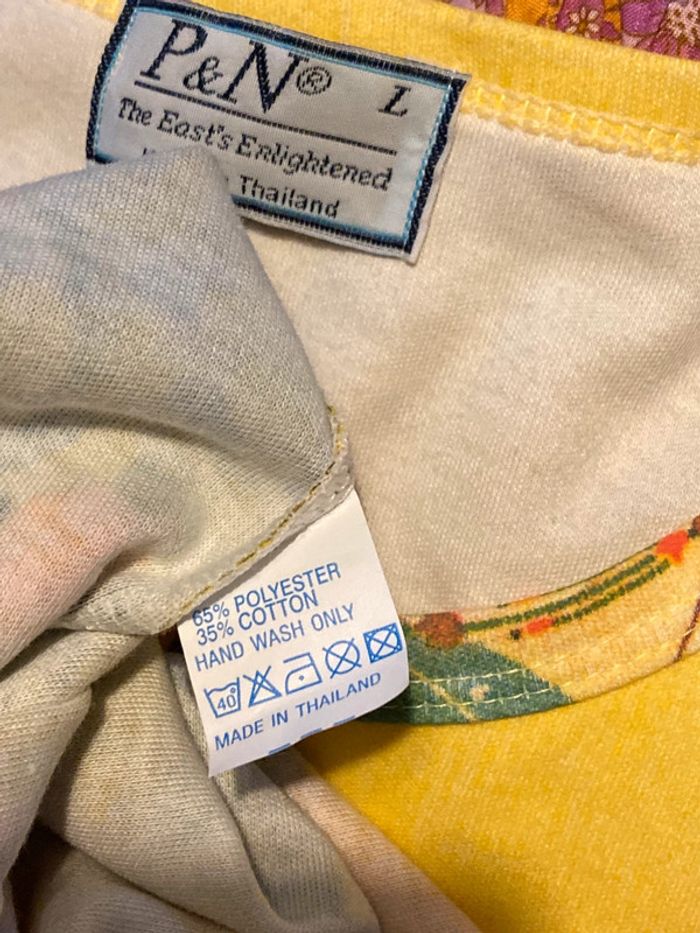 P&N® L
The East's Enlightened
Thailand
65% POLYESTER
35% COTTON
HAND WASH ONLY
40
MADE IN THAILAND